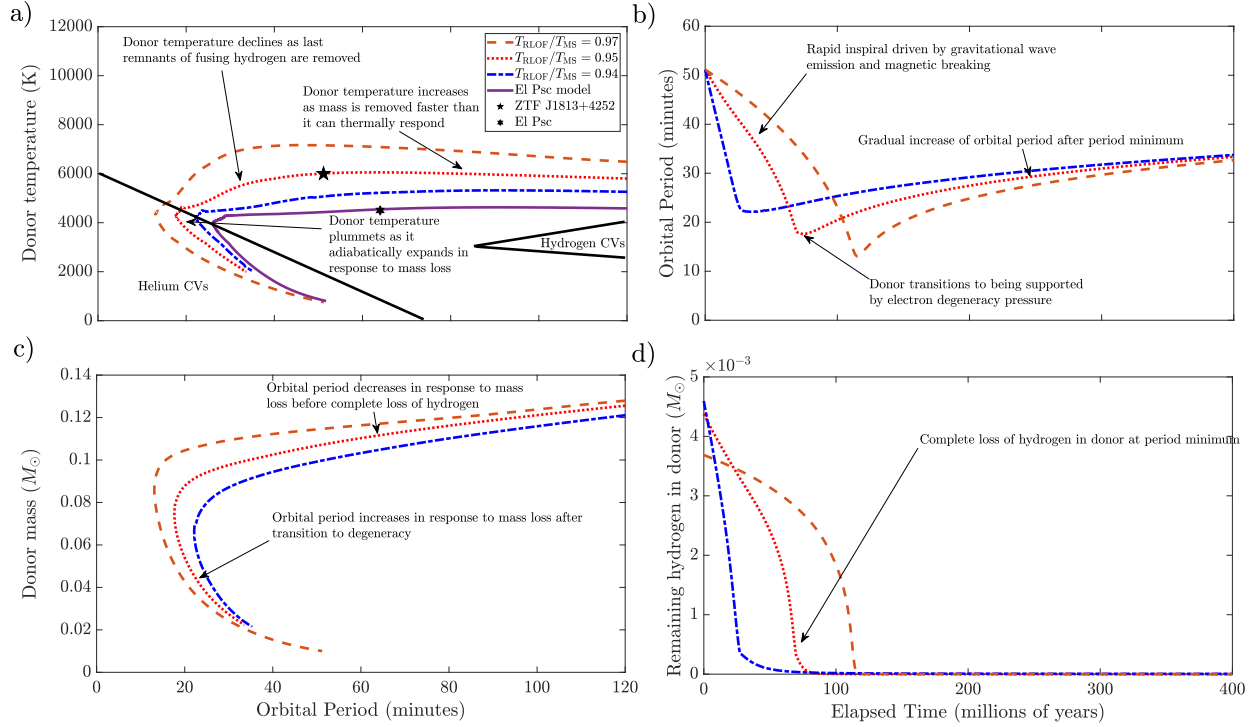 a)
12000
10000
8000
6000
4000
2000
0
Donor temperature (K)
Donor temperature declines as last
remnants of fusing hydrogen are removed
Donor temperature increases
as mass is removed faster than
it can thermally respond
T_RLOF/T_MS = 0.97
T_RLOF/T_MS = 0.95
T_RLOF/T_MS = 0.94
El Psc model
ZTF J1813+4252
El Psc
Donor temperature
plummets as it
adiabatically expands in
response to mass loss
Hydrogen CVs
Helium CVs
b)
60
50
40
30
20
10
0
Orbital Period (minutes)
Rapid inspiral driven by gravitational wave
emission and magnetic breaking
Gradual increase of orbital period after period minimum
Donor transitions to being supported
by electron degeneracy pressure
c)
0.14
0.12
0.1
0.08
0.06
0.04
0.02
0
Donor mass (M☉)
Orbital period decreases in response to mass
loss before complete loss of hydrogen
Orbital period increases in response to mass loss after
transition to degeneracy
0 20 40 60 80 100 120
Orbital Period (minutes)
d)
×10⁻³
5
4
3
2
1
0
Remaining hydrogen in donor (M☉)
Complete loss of hydrogen in donor at period minimum
0 100 200 300 400
Elapsed Time (millions of years)